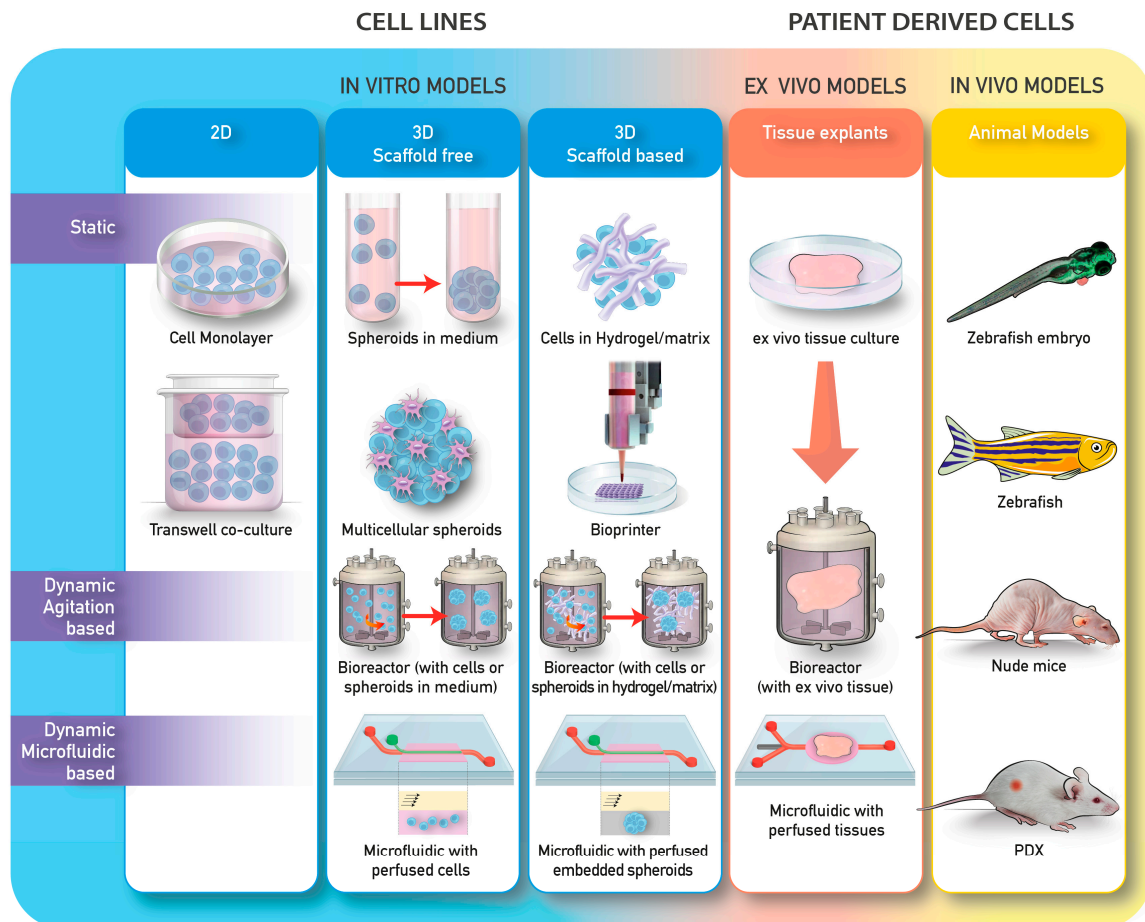 CELL LINES
PATIENT DERIVED CELLS
IN VITRO MODELS
EX VIVO MODELS
IN VIVO MODELS
2D
3D
Scaffold free
3D
Scaffold based
Tissue explants
Animal Models
Static
Cell Monolayer
Spheroids in medium
Cells in Hydrogel/matrix
ex vivo tissue culture
Zebrafish embryo
Transwell co-culture
Multicellular spheroids
Bioprinter
Zebrafish
Dynamic
Agitation
based
Bioreactor (with cells or
spheroids in medium)
Bioreactor (with cells or
spheroids in hydrogel/matrix)
Bioreactor
(with ex vivo tissue)
Nude mice
Dynamic
Microfluidic
based
Microfluidic with
perfused cells
Microfluidic with perfused
embedded spheroids
Microfluidic with
perfused tissues
PDX